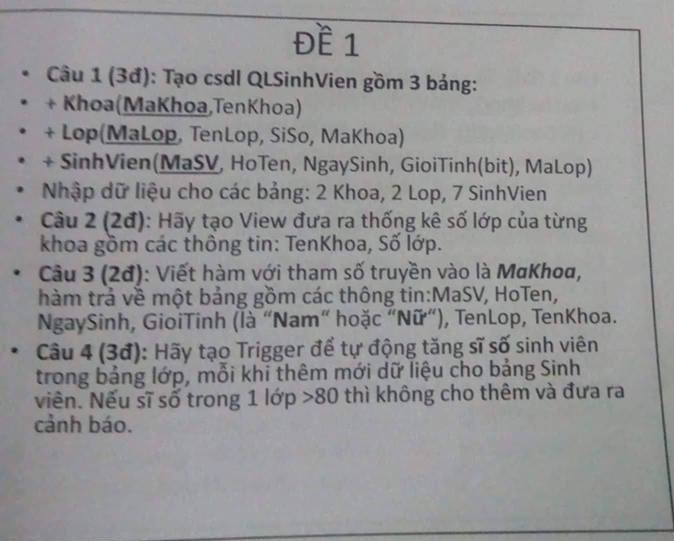 ĐỀ 1
• Câu 1 (3đ): Tạo csdl QLSinhVien gồm 3 bảng:
• + Khoa(MaKhoa,TenKhoa)
• + Lop(MaLop, TenLop, SiSo, MaKhoa)
• + SinhVien(MaSV, HoTen, NgaySinh, GioiTinh(bit), MaLop)
• Nhập dữ liệu cho các bảng: 2 Khoa, 2 Lop, 7 SinhVien
• Câu 2 (2đ): Hãy tạo View đưa ra thống kê số lớp của từng
khoa gồm các thông tin: TenKhoa, Số lớp.
• Câu 3 (2đ): Viết hàm với tham số truyền vào là MaKhoa,
hàm trả về một bảng gồm các thông tin:MaSV, HoTen,
NgaySinh, GioiTinh (là “Nam“ hoặc “Nữ“), TenLop, TenKhoa.
• Câu 4 (3đ): Hãy tạo Trigger để tự động tăng sĩ số sinh viên
trong bảng lớp, mỗi khi thêm mới dữ liệu cho bảng Sinh
viên. Nếu sĩ số trong 1 lớp >80 thì không cho thêm và đưa ra
cảnh báo.